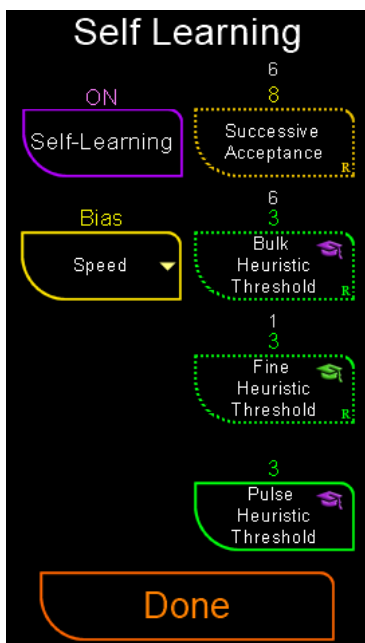 Self Learning
6
ON
8
Self-Learning
Successive
Acceptance
R
6
Bias
3
Speed
Bulk
Heuristic
Threshold
R
1
3
Fine
Heuristic
Threshold
R
3
Pulse
Heuristic
Threshold
Done